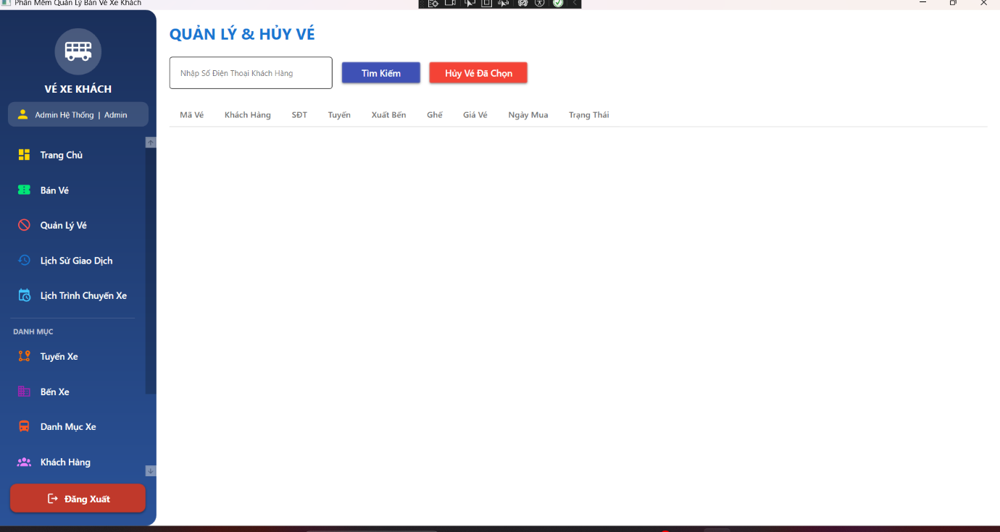 Phần Mềm Quản Lý Bán Vé Xe Khách
QUẢN LÝ & HỦY VÉ
Nhập Số Điện Thoại Khách Hàng
Tìm Kiếm
Hủy Vé Đã Chọn
Mã Vé Khách Hàng SĐT Tuyến Xuất Bến Ghế Giá Vé Ngày Mua Trạng Thái
VÉ XE KHÁCH
Admin Hệ Thống | Admin
Trang Chủ
Bán Vé
Quản Lý Vé
Lịch Sử Giao Dịch
Lịch Trình Chuyến Xe
DANH MỤC
Tuyến Xe
Bến Xe
Danh Mục Xe
Khách Hàng
Đăng Xuất